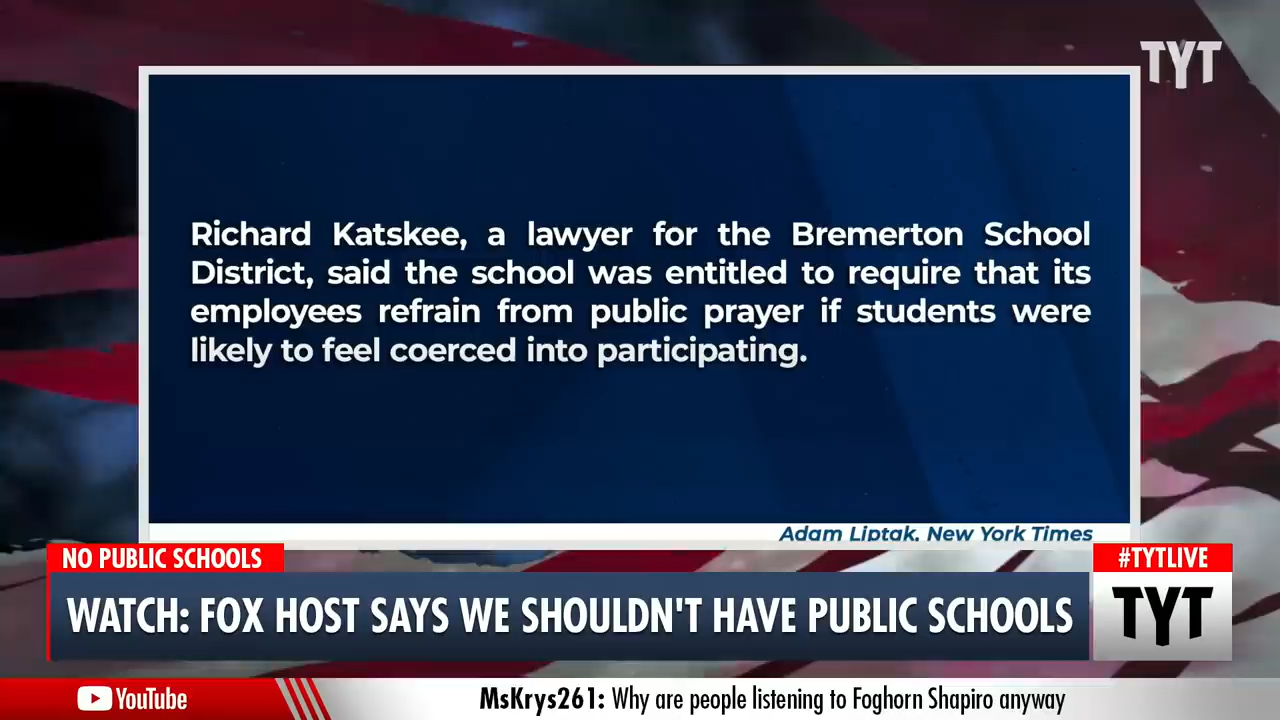 TYT
Richard Katskee, a lawyer for the Bremerton School
District, said the school was entitled to require that its
employees refrain from public prayer if students were
likely to feel coerced into participating.
Adam Liptak, New York Times
NO PUBLIC SCHOOLS
#TYTLIVE
WATCH: FOX HOST SAYS WE SHOULDN'T HAVE PUBLIC SCHOOLS
TYT
YouTube
MsKrys261: Why are people listening to Foghorn Shapiro anyway